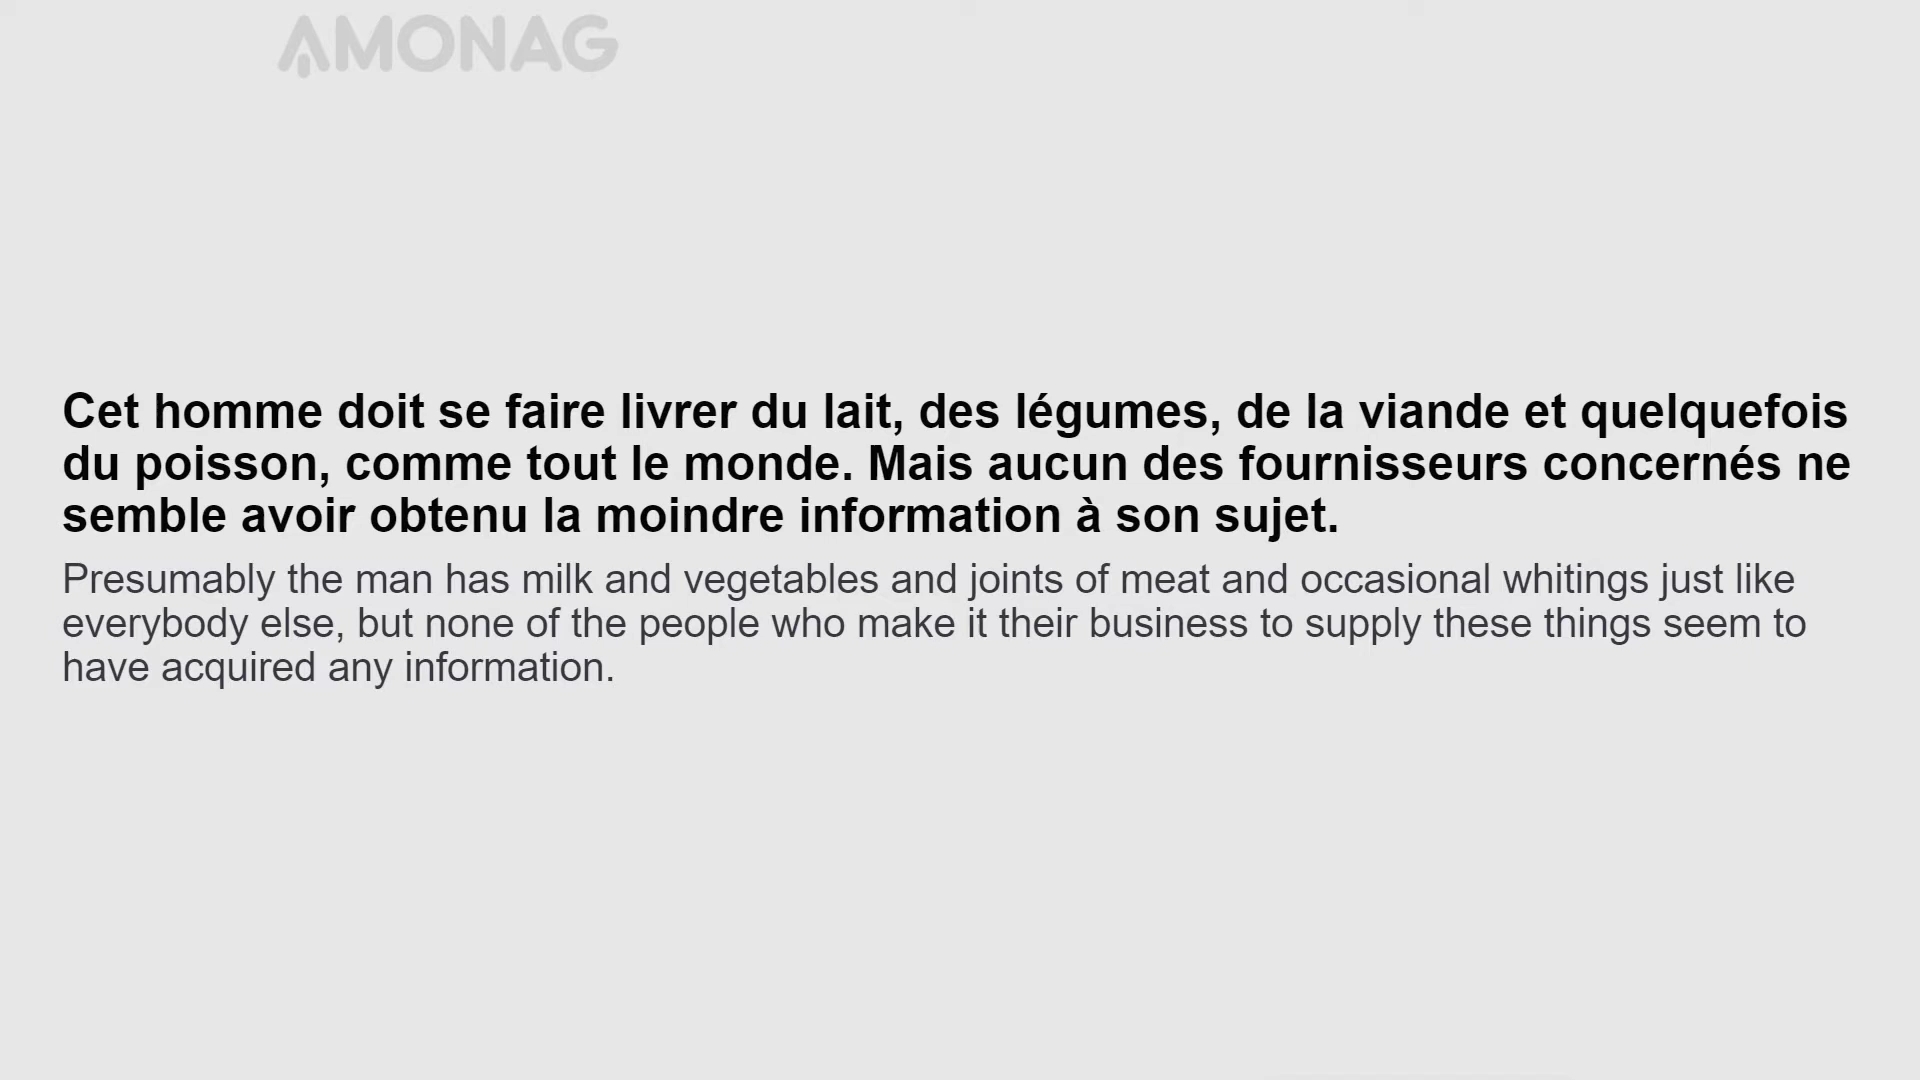 AMONAG
Cet homme doit se faire livrer du lait, des légumes, de la viande et quelquefois
du poisson, comme tout le monde. Mais aucun des fournisseurs concernés ne
semble avoir obtenu la moindre information à son sujet.
Presumably the man has milk and vegetables and joints of meat and occasional whitings just like
everybody else, but none of the people who make it their business to supply these things seem to
have acquired any information.